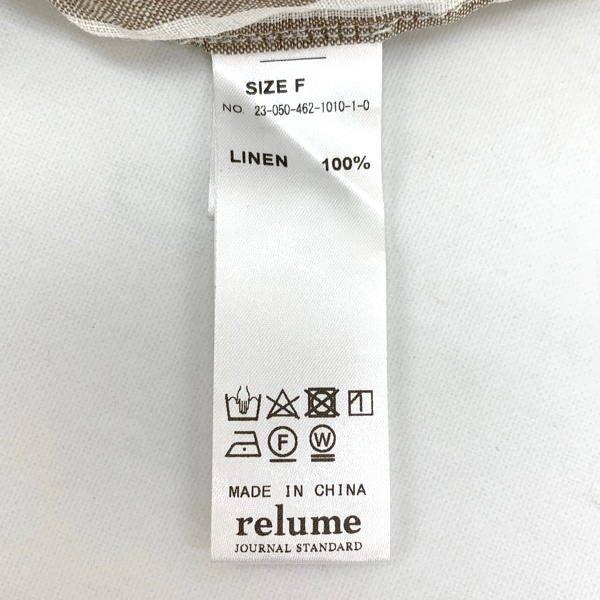 SIZE F
NO. 23-050-462-1010-1-0
LINEN 100%
F W
MADE IN CHINA
relume
JOURNAL STANDARD